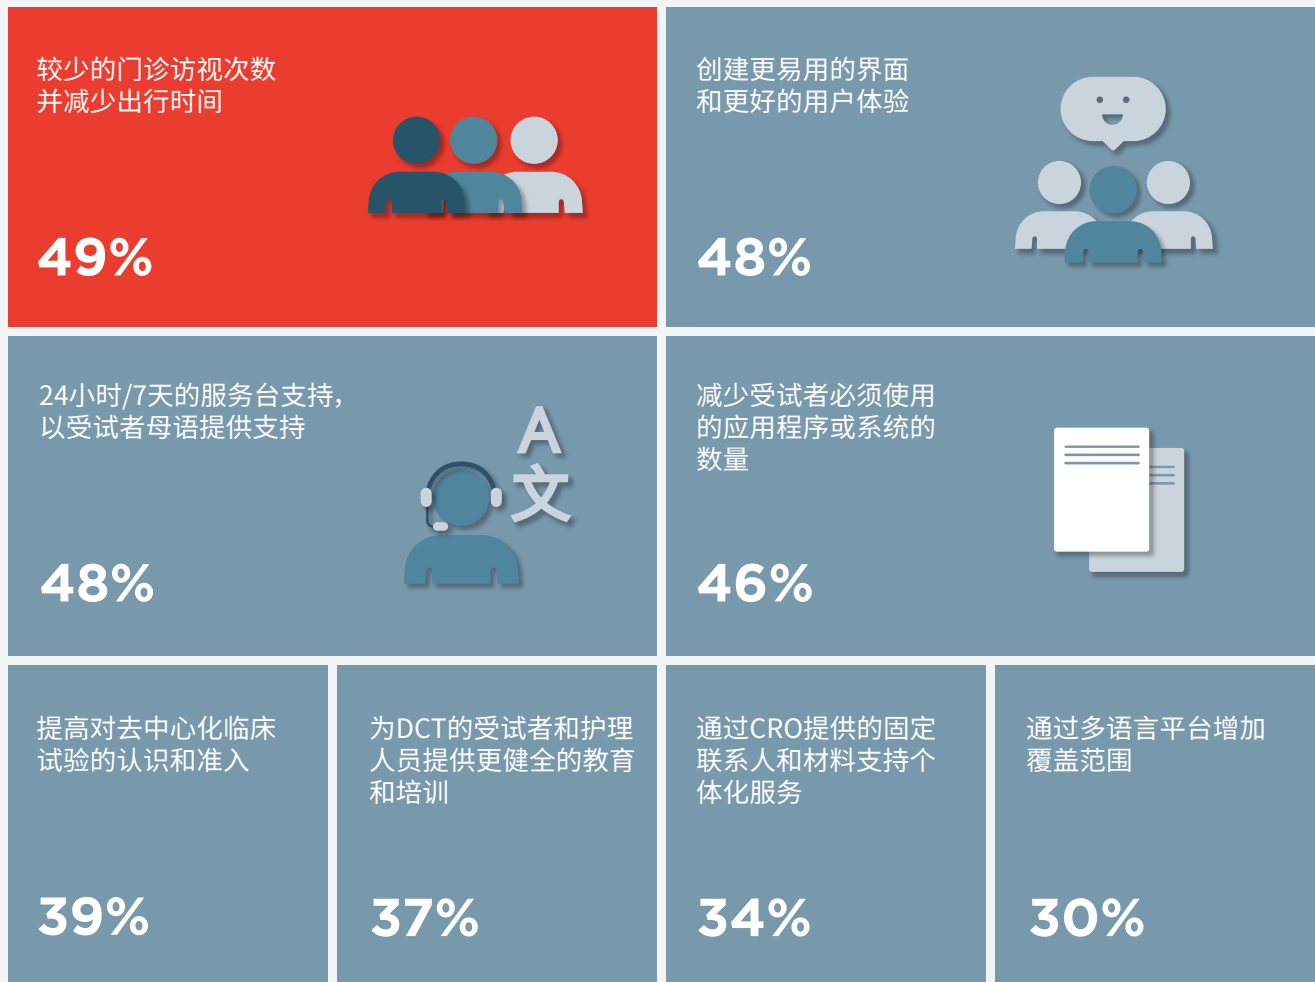 较少的门诊访视次数
并减少出行时间
49%
创建更易用的界面
和更好的用户体验
48%
24小时/7天的服务台支持，
以受试者母语提供支持
A
文
48%
减少受试者必须使用
的应用程序或系统的
数量
46%
提高对去中心化临床
试验的认识和准入
39%
为DCT的受试者和护理
人员提供更健全的教育
和培训
37%
通过CRO提供的固定
联系人和材料支持个
体化服务
34%
通过多语言平台增加
覆盖范围
30%